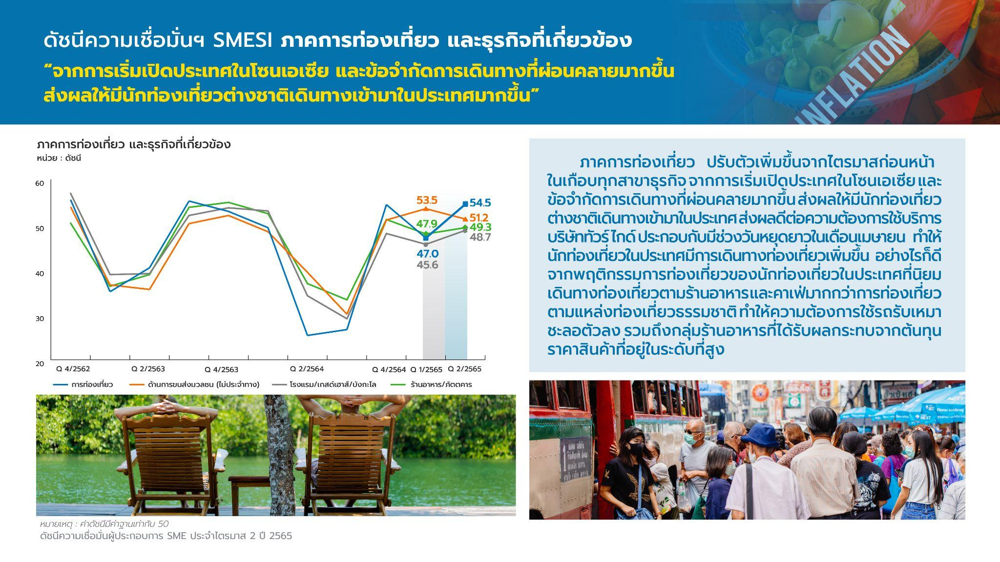 ดัชนีความเชื่อมั่นฯ SMESI ภาคการท่องเที่ยว และธุรกิจที่เกี่ยวข้อง
“จากการเริ่มเปิดประเทศในโซนเอเซีย และข้อจำกัดการเดินทางที่ผ่อนคลายมากขึ้น
ส่งผลให้มีนักท่องเที่ยวต่างชาติเดินทางเข้ามาในประเทศมากขึ้น”
INFLATION
ภาคการท่องเที่ยว และธุรกิจที่เกี่ยวข้อง
หน่วย : ดัชนี
60
50
40
30
20
53.5
47.9
47.0
45.6
54.5
51.2
49.3
48.7
Q 4/2562 Q 2/2563 Q 4/2563 Q 2/2564 Q 4/2564 Q 1/2565 Q 2/2565
การท่องเที่ยว ด้านการขนส่งมวลชน (ไม่ประจำทาง) โรงแรม/เกสต์เฮาส์/บังกะโล ร้านอาหาร/ภัตตคาร
ภาคการท่องเที่ยว ปรับตัวเพิ่มขึ้นจากไตรมาสก่อนหน้า
ในเกือบทุกสาขาธุรกิจ จากการเริ่มเปิดประเทศในโซนเอเซีย และ
ข้อจำกัดการเดินทางที่ผ่อนคลายมากขึ้น ส่งผลให้มีนักท่องเที่ยว
ต่างชาติเดินทางเข้ามาในประเทศ ส่งผลดีต่อความต้องการใช้บริการ
บริษัททัวร์ ไกด์ ประกอบกับมีช่วงวันหยุดยาวในเดือนเมษายน ทำให้
นักท่องเที่ยวในประเทศมีการเดินทางท่องเที่ยวเพิ่มขึ้น อย่างไรก็ดี
จากพฤติกรรมการท่องเที่ยวของนักท่องเที่ยวในประเทศที่นิยม
เดินทางท่องเที่ยวตามร้านอาหารและคาเฟ่มากกว่าการท่องเที่ยว
ตามแหล่งท่องเที่ยวธรรมชาติ ทำให้ความต้องการใช้รถรับเหมา
ชะลอตัวลง รวมถึงกลุ่มร้านอาหารที่ได้รับผลกระทบจากต้นทุน
ราคาสินค้าที่อยู่ในระดับที่สูง
1
NEXT
NEXT
หมายเหตุ : ค่าดัชนีมีค่าฐานเท่ากับ 50
ดัชนีความเชื่อมั่นผู้ประกอบการ SME ประจำไตรมาส 2 ปี 2565